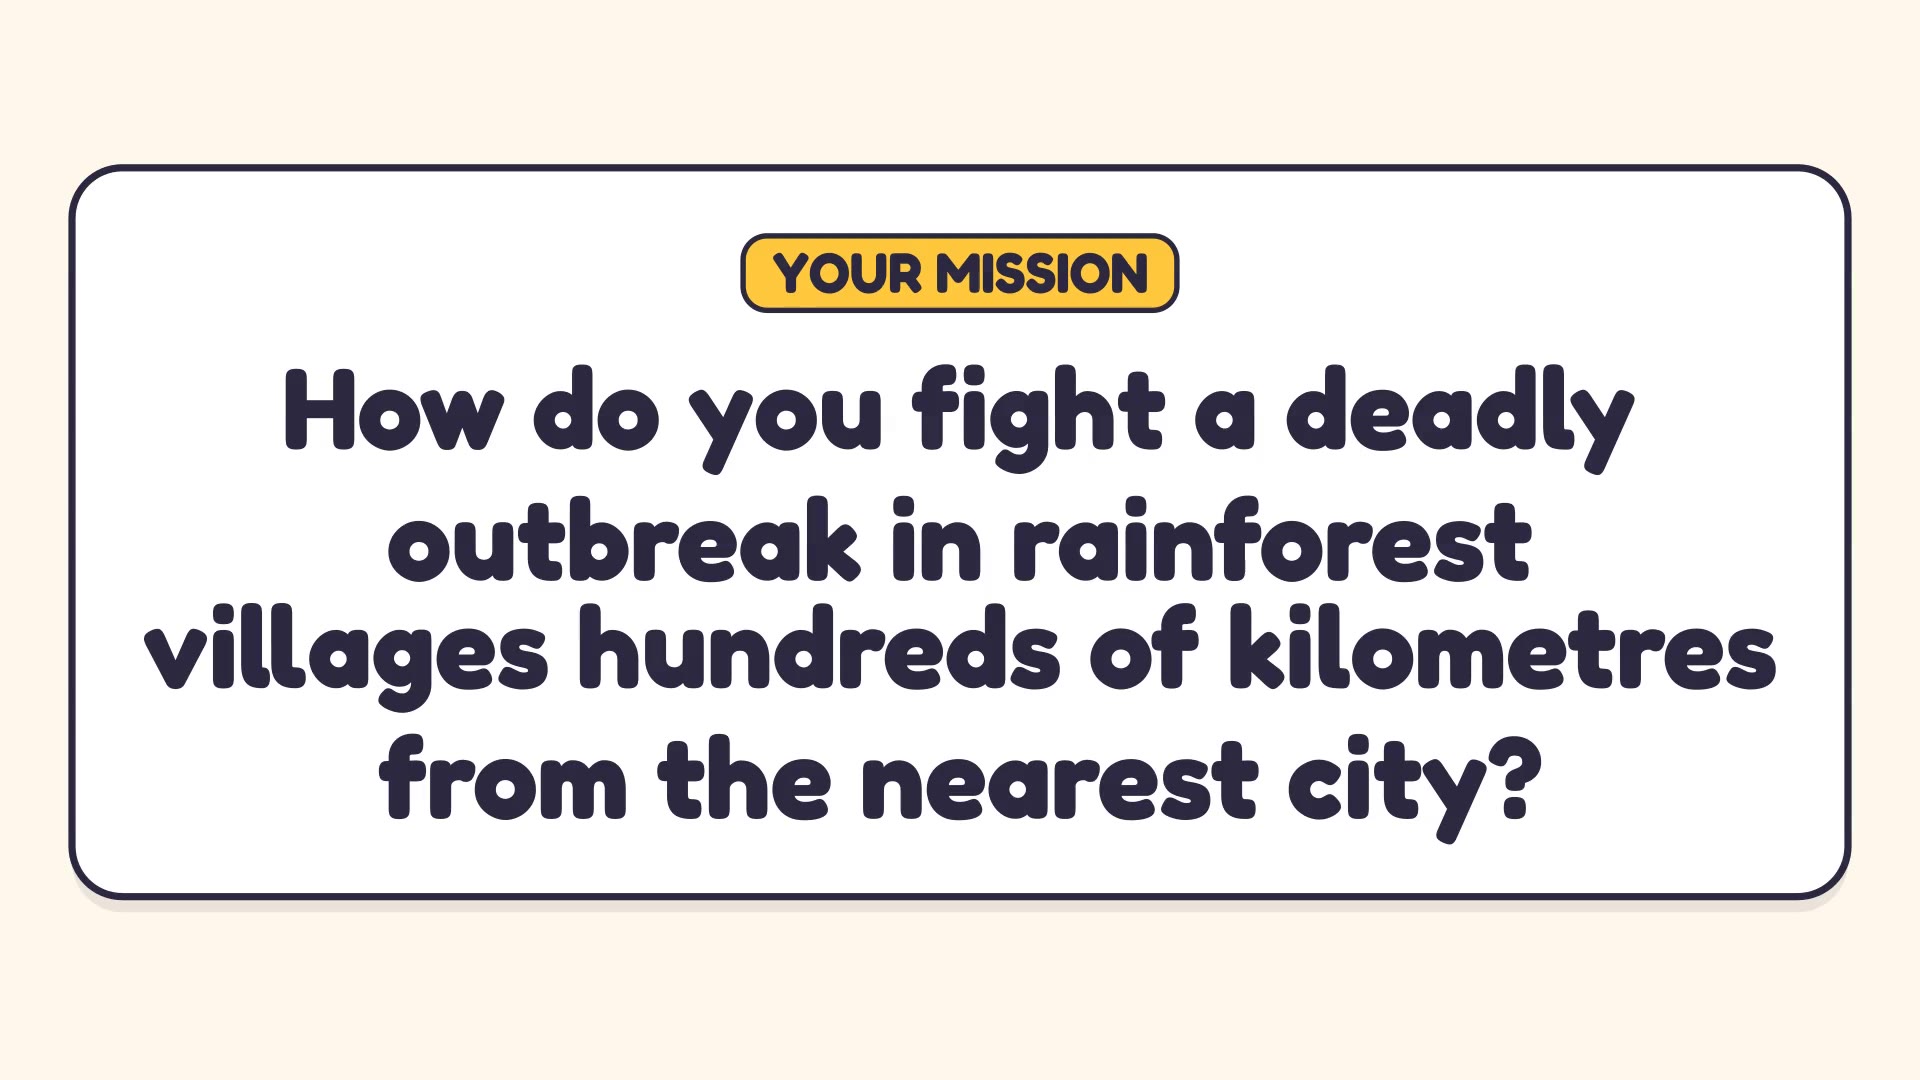 YOUR MISSION
How do you fight a deadly
outbreak in rainforest
villages hundreds of kilometres
from the nearest city?